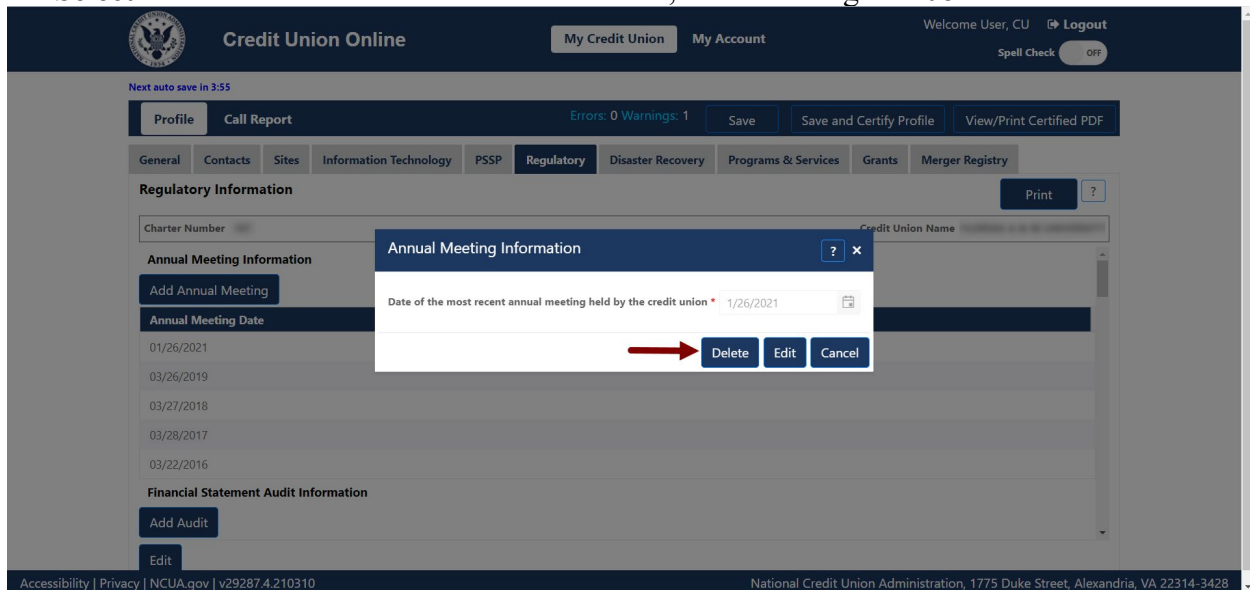 Credit Union Online
My Credit Union My Account
Welcome User, CU Logout
Spell Check OFF
Next auto save in 3:55
Profile Call Report Errors: 0 Warnings: 1 Save Save and Certify Profile View/Print Certified PDF
General Contacts Sites Information Technology PSSP Regulatory Disaster Recovery Programs & Services Grants Merger Registry
Regulatory Information Print ?
Charter Number Credit Union Name
Annual Meeting Information
Add Annual Meeting
Annual Meeting Date
01/26/2021
03/26/2019
03/27/2018
03/28/2017
03/22/2016
Annual Meeting Information ? ×
Date of the most recent annual meeting held by the credit union * 1/26/2021
Delete Edit Cancel
Financial Statement Audit Information
Add Audit
Edit
Accessibility | Privacy | NCUA.gov | v29287.4.210310 National Credit Union Administration, 1775 Duke Street, Alexandria, VA 22314-3428